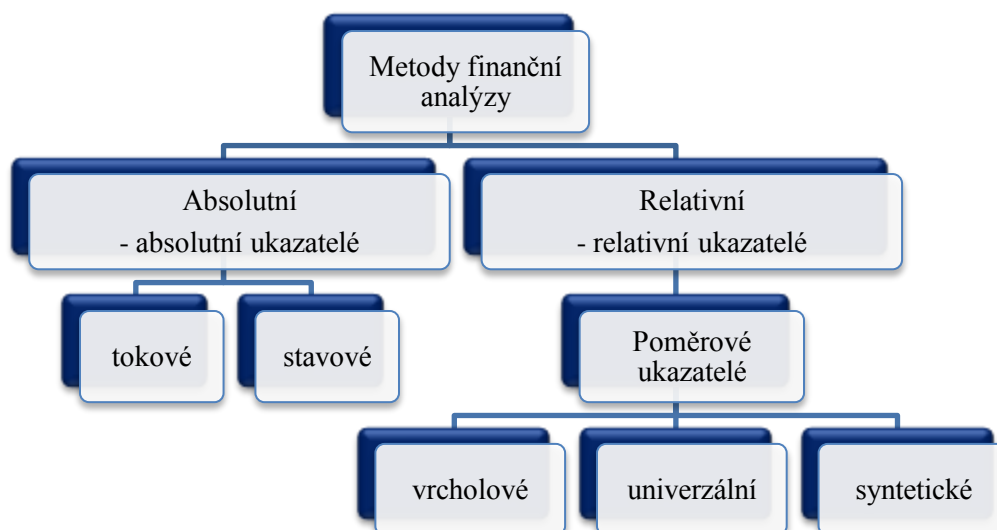 Metody finanční
analýzy
Absolutní
- absolutní ukazatelé
Relativní
- relativní ukazatelé
tokové
stavové
Poměrové
ukazatelé
vrcholové
univerzální
syntetické